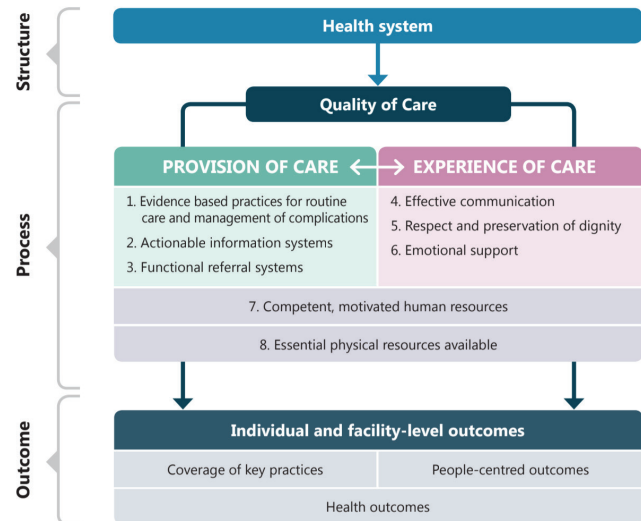 Structure
Health system
Quality of Care
Process
PROVISION OF CARE
EXPERIENCE OF CARE
1. Evidence based practices for routine
care and management of complications
2. Actionable information systems
3. Functional referral systems
4. Effective communication
5. Respect and preservation of dignity
6. Emotional support
7. Competent, motivated human resources
8. Essential physical resources available
Outcome
Individual and facility-level outcomes
Coverage of key practices
People-centred outcomes
Health outcomes